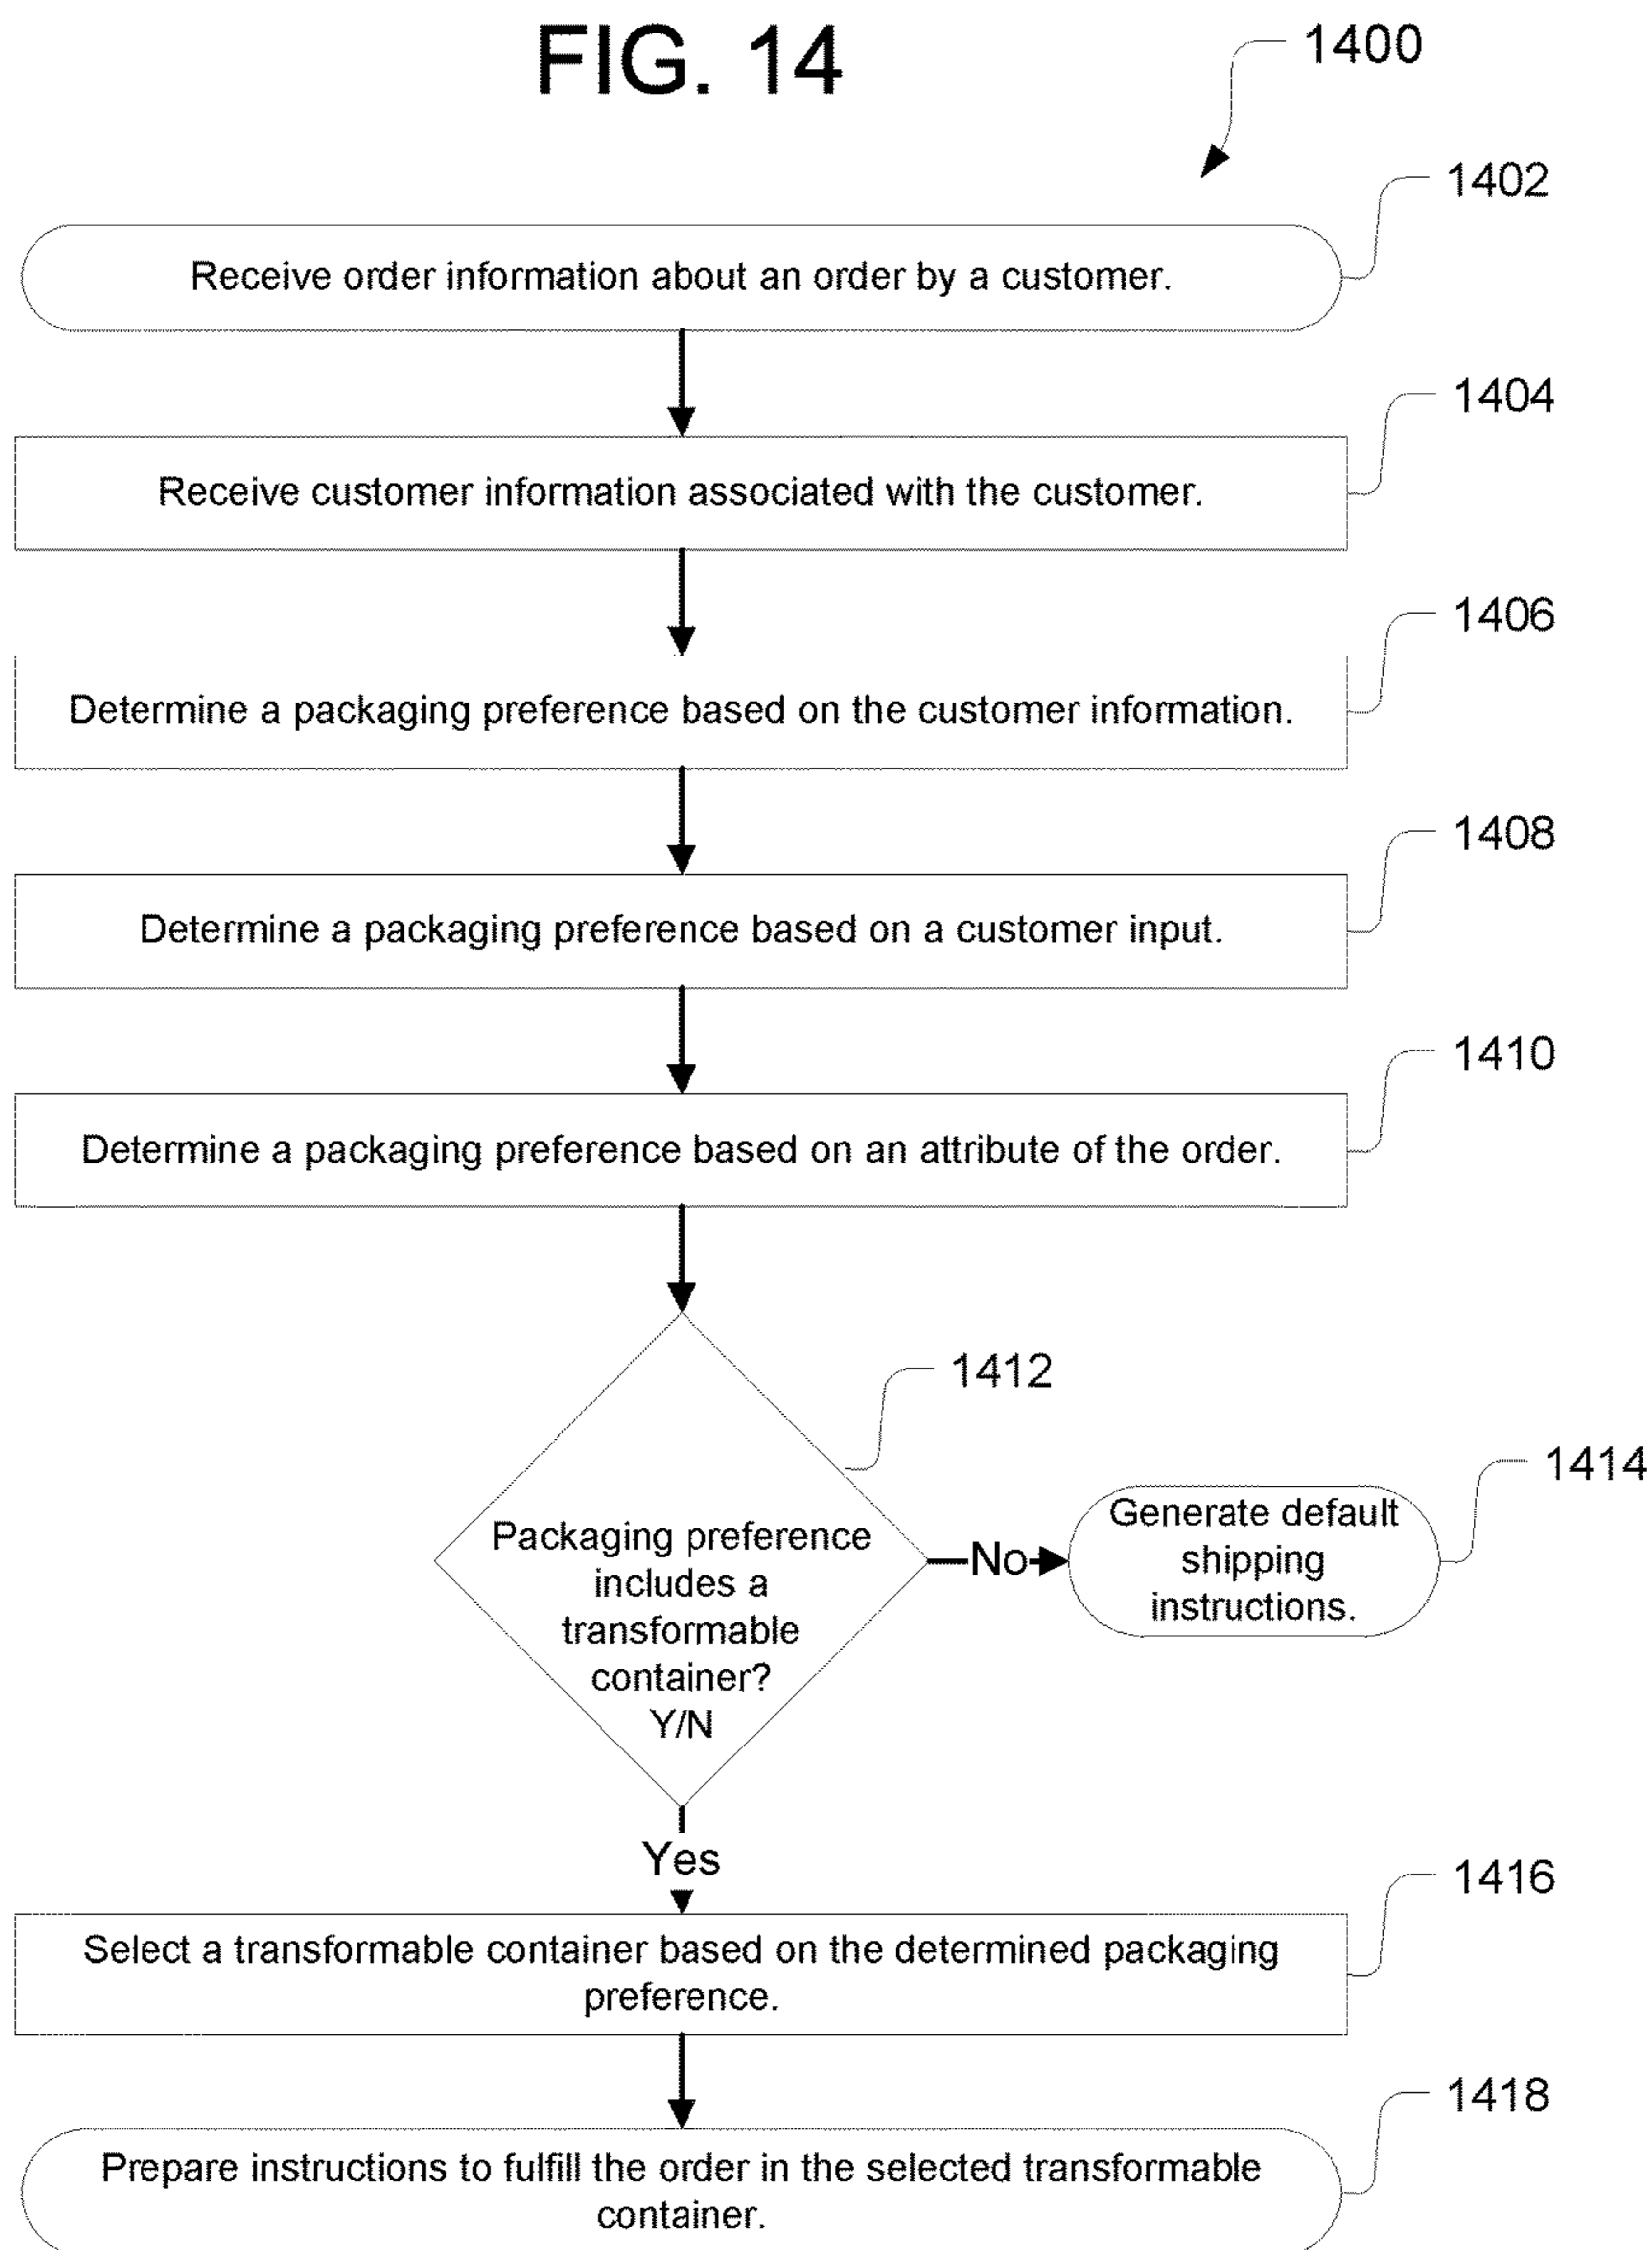 FIG. 14
1400
1402
Receive order information about an order by a customer.
1404
Receive customer information associated with the customer.
1406
Determine a packaging preference based on the customer information.
1408
Determine a packaging preference based on a customer input.
1410
Determine a packaging preference based on an attribute of the order.
1412
Packaging preference
includes a
transformable
container?
Y/N
No
1414
Generate default
shipping
instructions.
Yes
1416
Select a transformable container based on the determined packaging
preference.
1418
Prepare instructions to fulfill the order in the selected transformable
container.